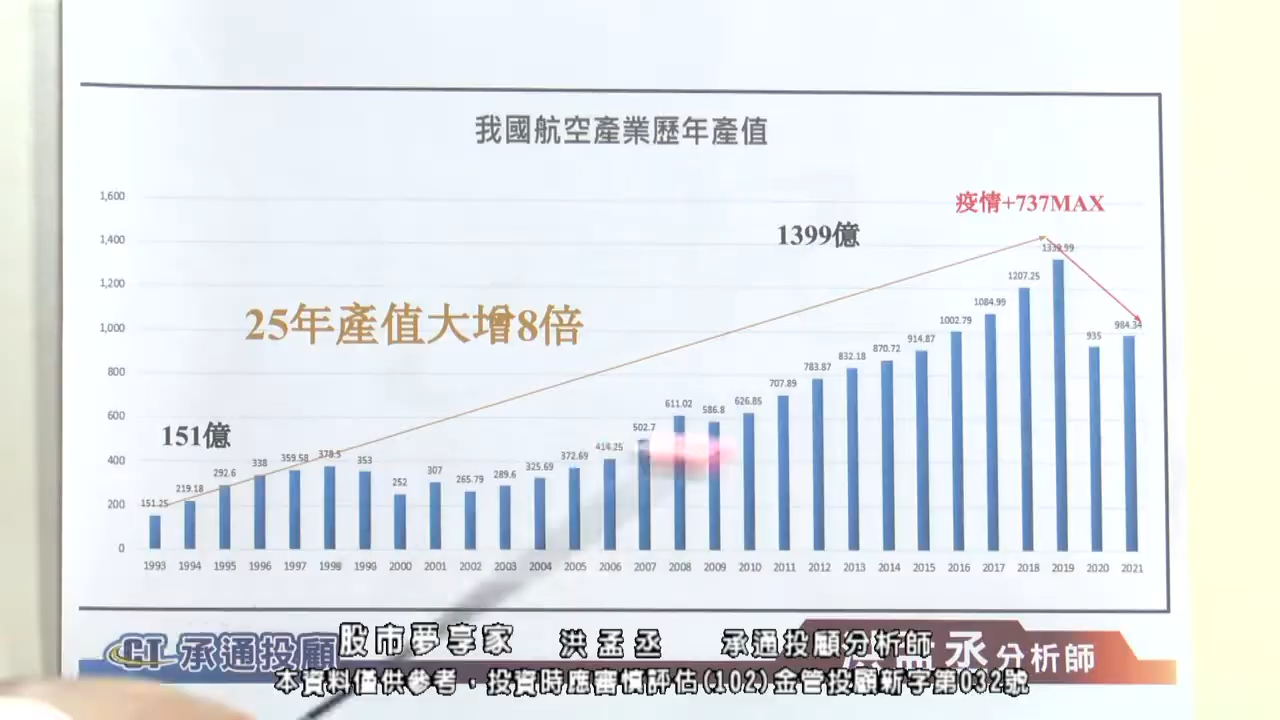 我國航空產業歷年產值
疫情+737MAX
1399億
25年產值大增8倍
151億
1,600
1,400
1,200
1,000
800
600
400
200
0
151.25 219.18 292.6 338 359.58 378.5 353 252 307 265.79 289.6 325.69 372.69 414.25 502.7 611.02 586.8 626.85 707.89 783.87 832.18 870.72 914.87 1002.79 1084.99 1207.25 1339.99 935 984.34
1993 1994 1995 1996 1997 1998 1999 2000 2001 2002 2003 2004 2005 2006 2007 2008 2009 2010 2011 2012 2013 2014 2015 2016 2017 2018 2019 2020 2021
CT 承通投顧
股市夢享家 洪孟丞 承通投顧分析師
丞 分析師
本資料僅供參考，投資時應審慎評估(102)金管投顧新字第032號